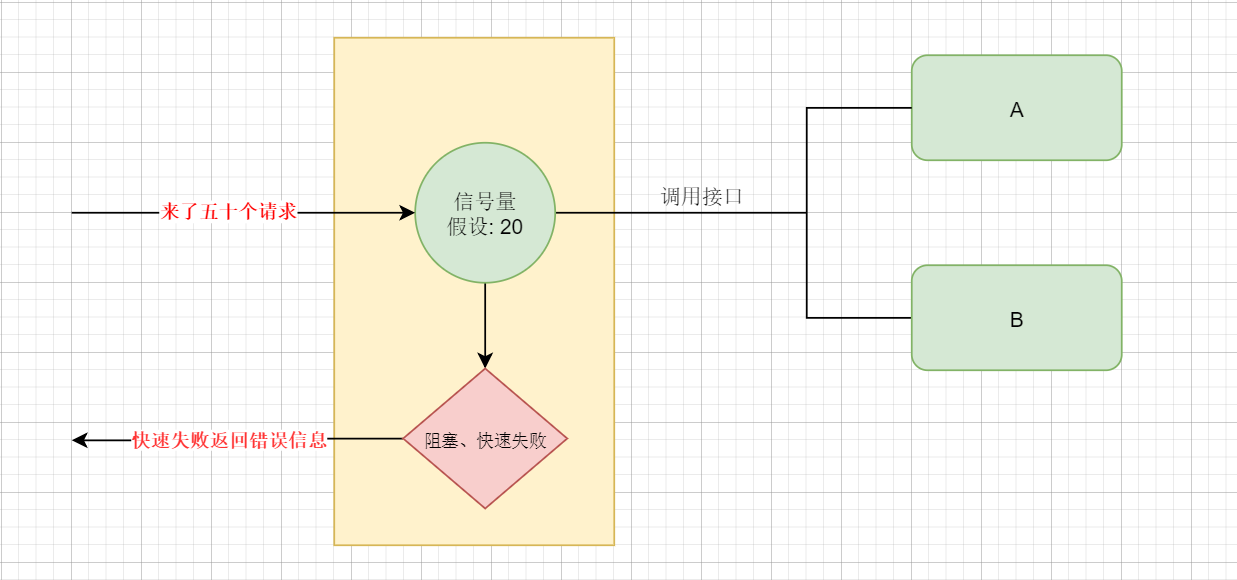 A
来了五十个请求
信号量
假设: 20
调用接口
B
快速失败返回错误信息
阻塞、快速失败